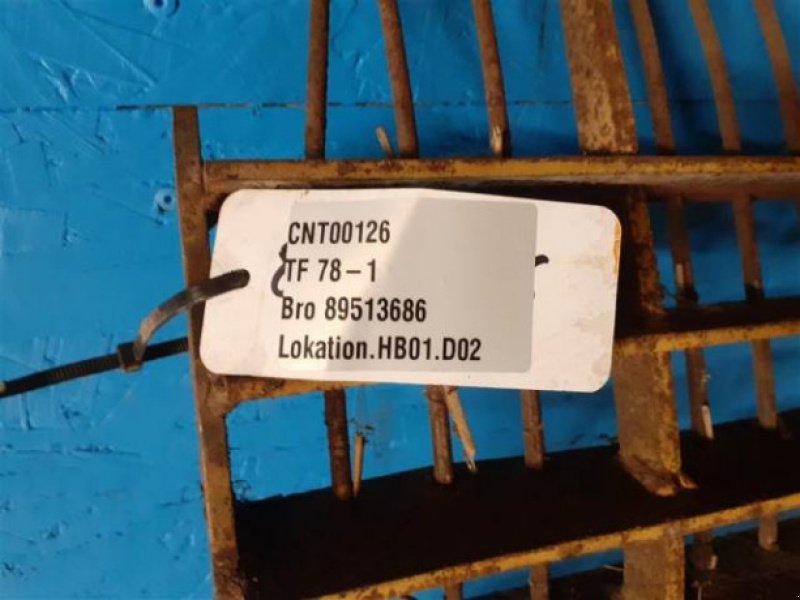 CNT00126
TF 78-1
Bro 89513686
Lokation.HB01.D02